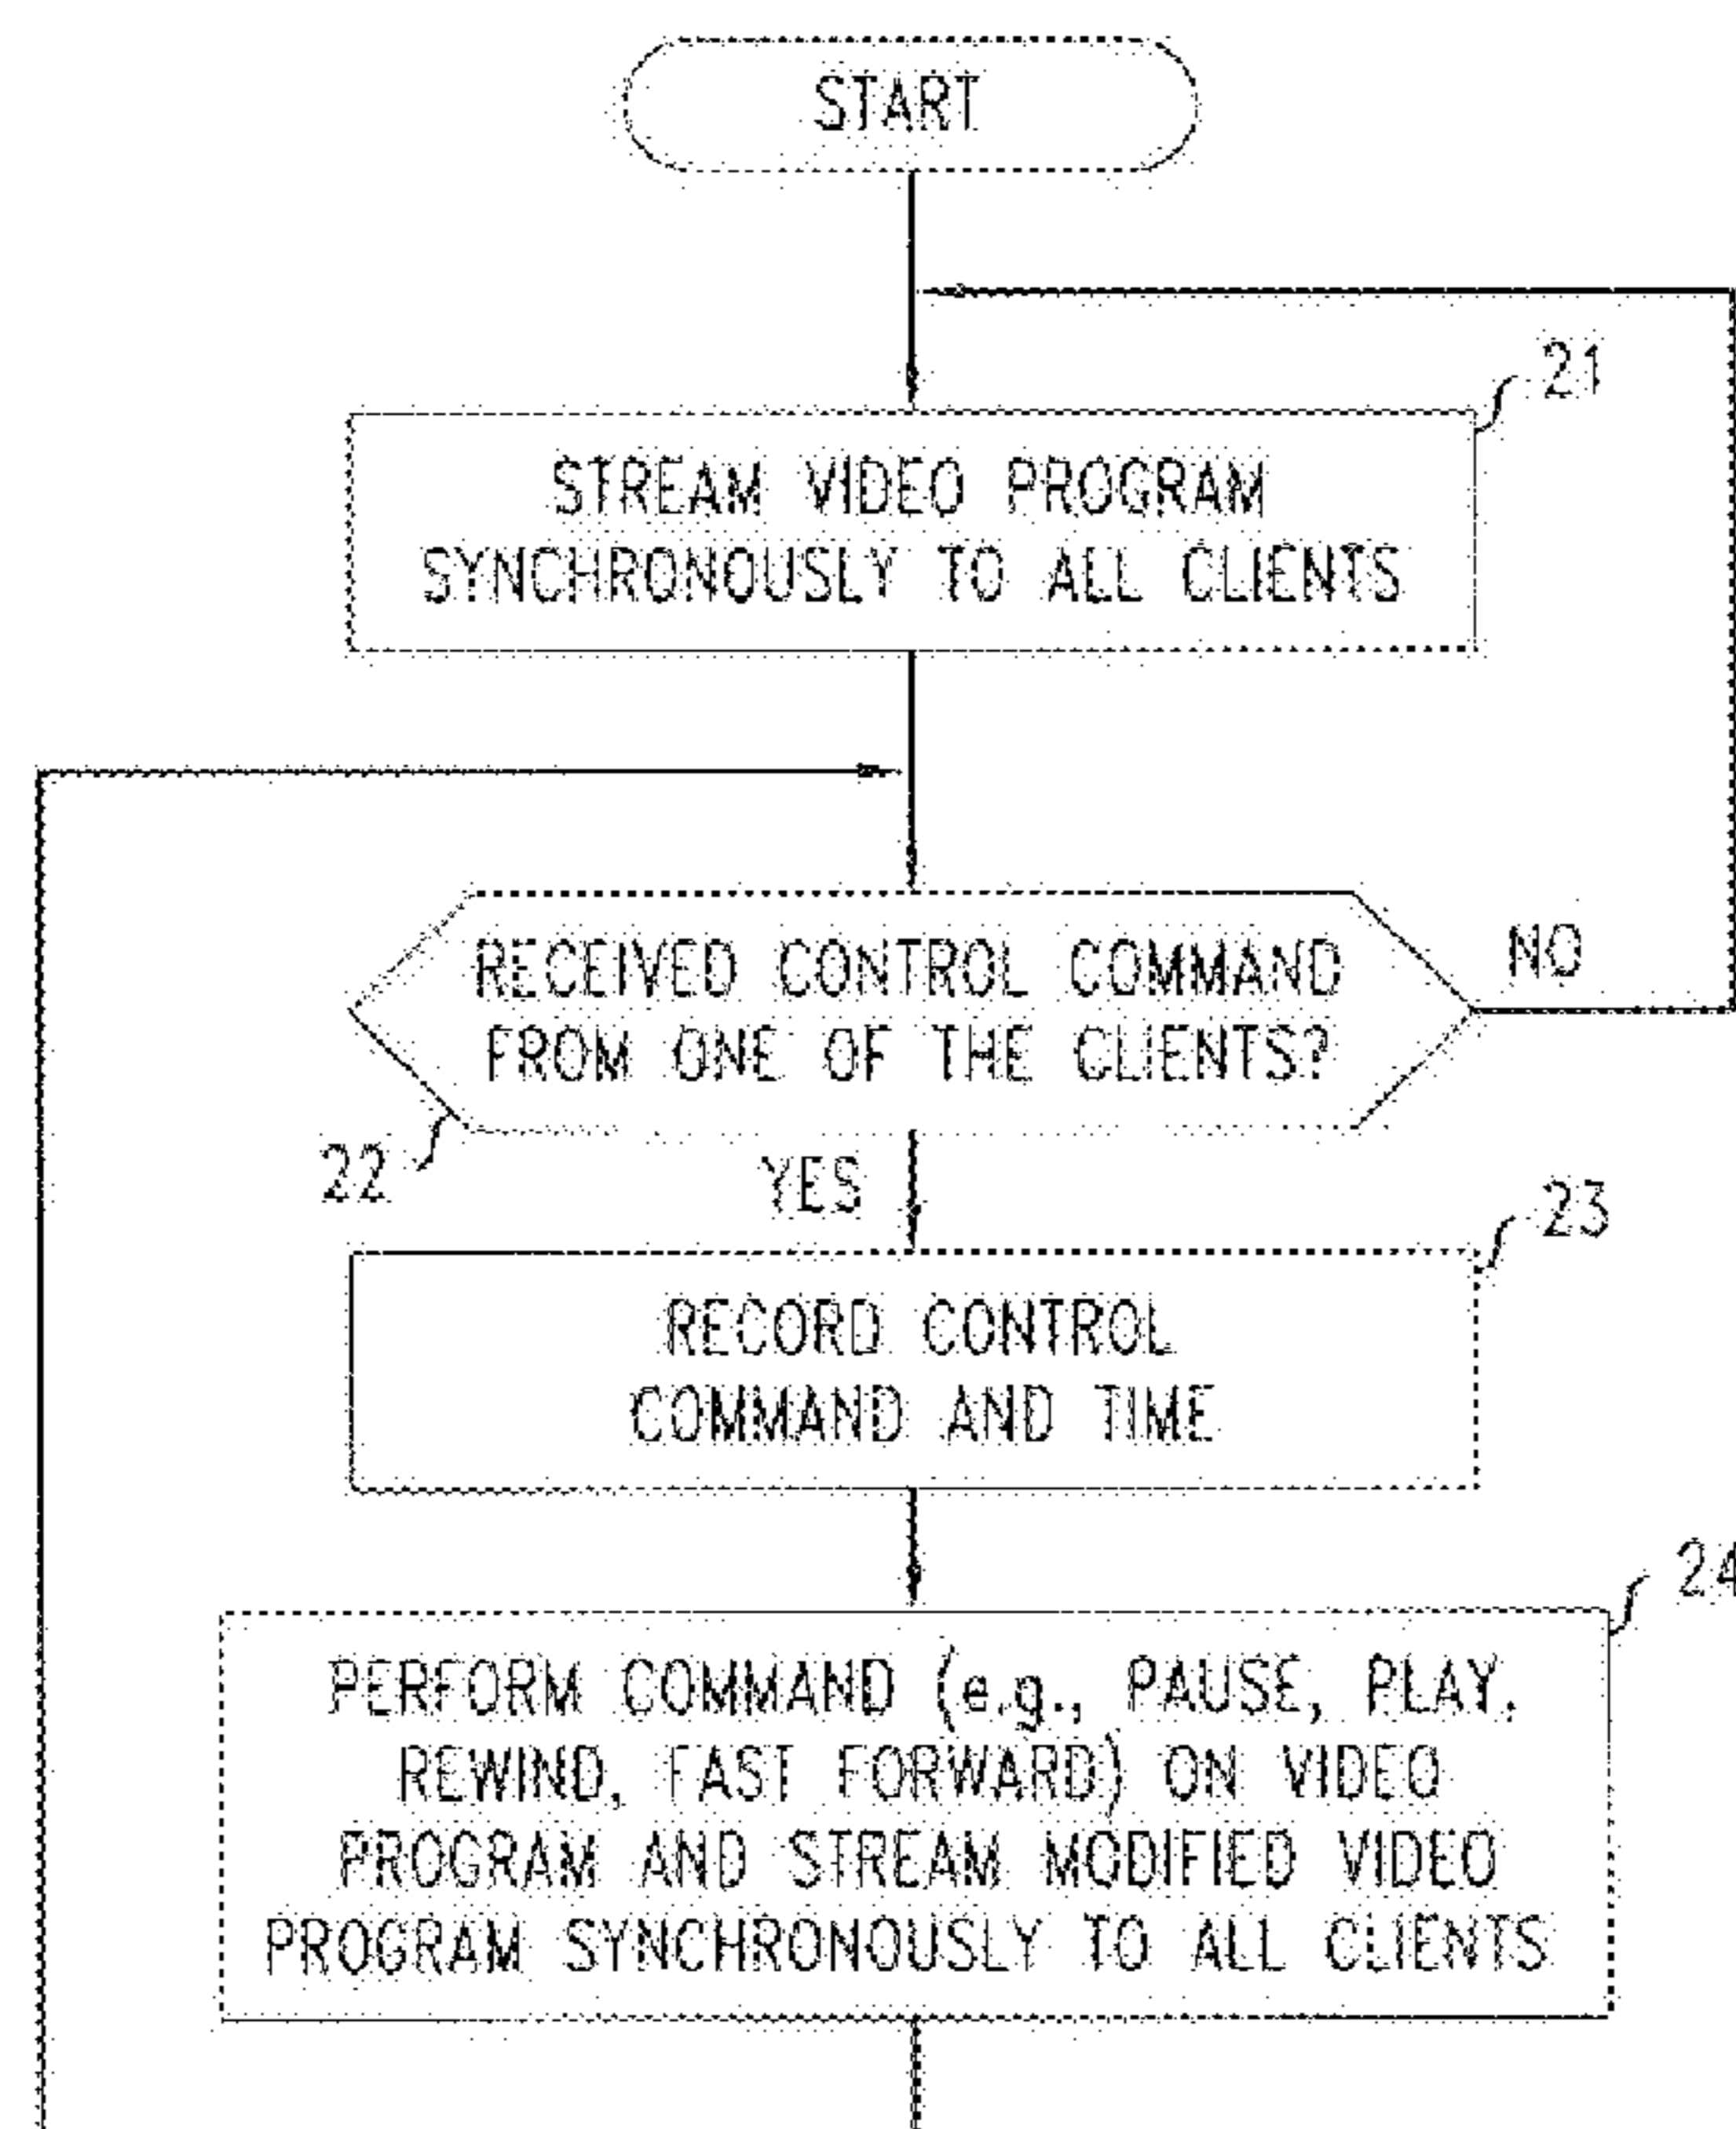 START
21
STREAM VIDEO PROGRAM
SYNCHRONOUSLY TO ALL CLIENTS
RECEIVED CONTROL COMMAND
FROM ONE OF THE CLIENTS?
NO
22
YES
23
RECORD CONTROL
COMMAND AND TIME
24
PERFORM COMMAND (e.g., PAUSE, PLAY,
REWIND, FAST FORWARD) ON VIDEO
PROGRAM AND STREAM MODIFIED VIDEO
PROGRAM SYNCHRONOUSLY TO ALL CLIENTS